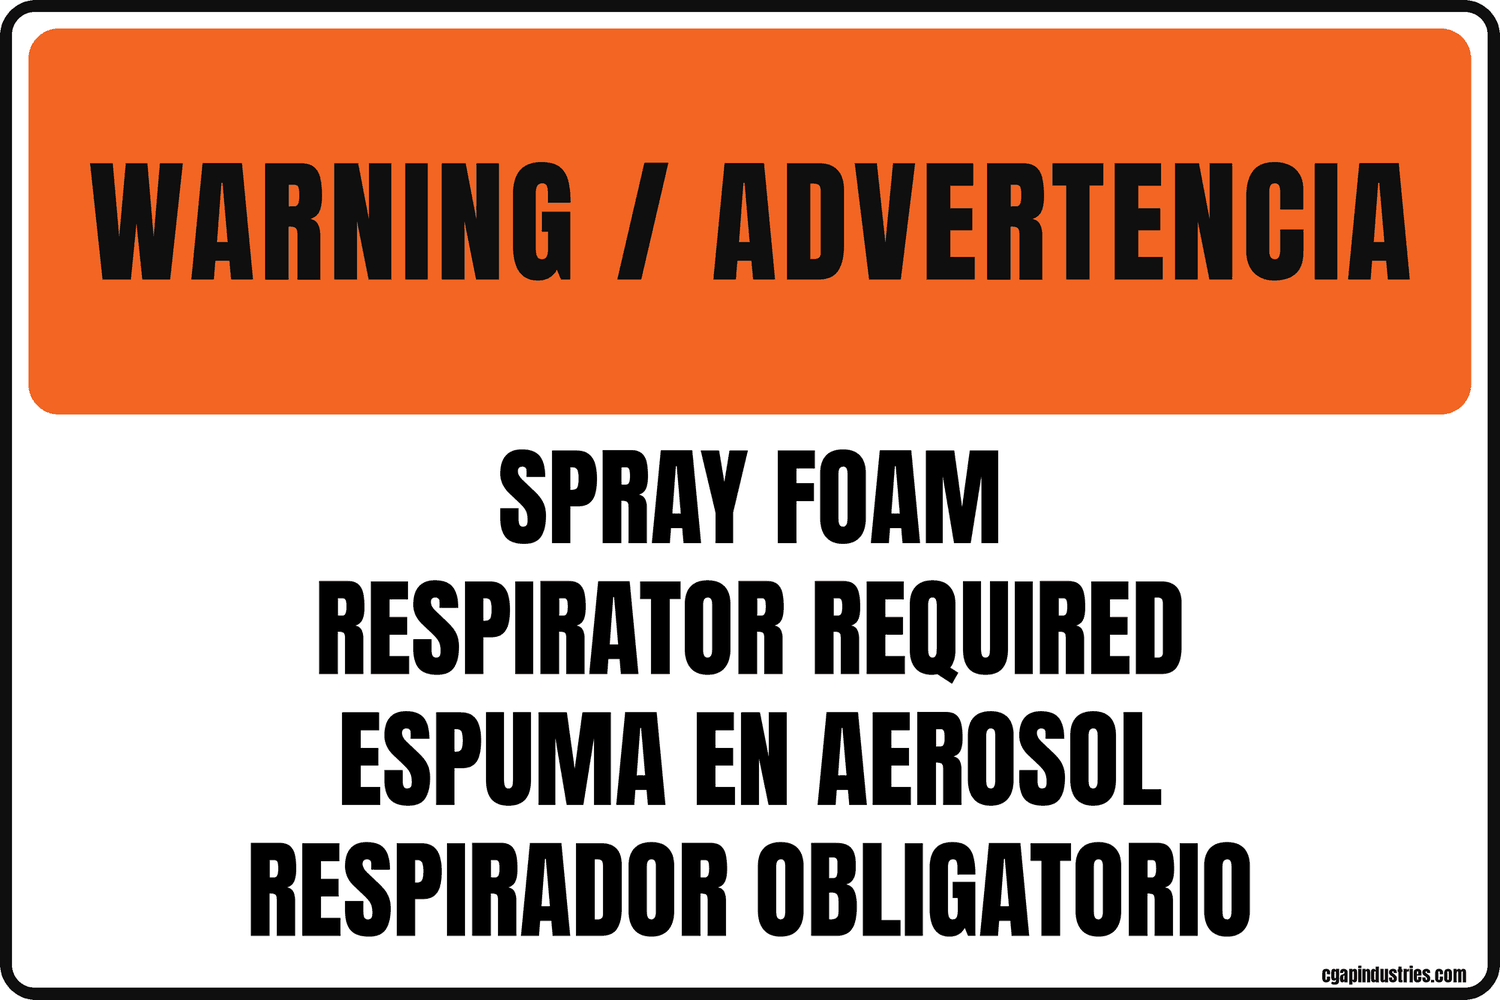 WARNING / ADVERTENCIA
SPRAY FOAM
RESPIRATOR REQUIRED
ESPUMA EN AEROSOL
RESPIRADOR OBLIGATORIO
cgapindustries.com